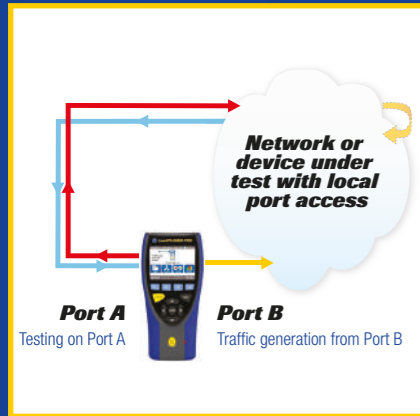 Network or
device under
test with local
port access
Port A
Port B
Testing on Port A
Traffic generation from Port B